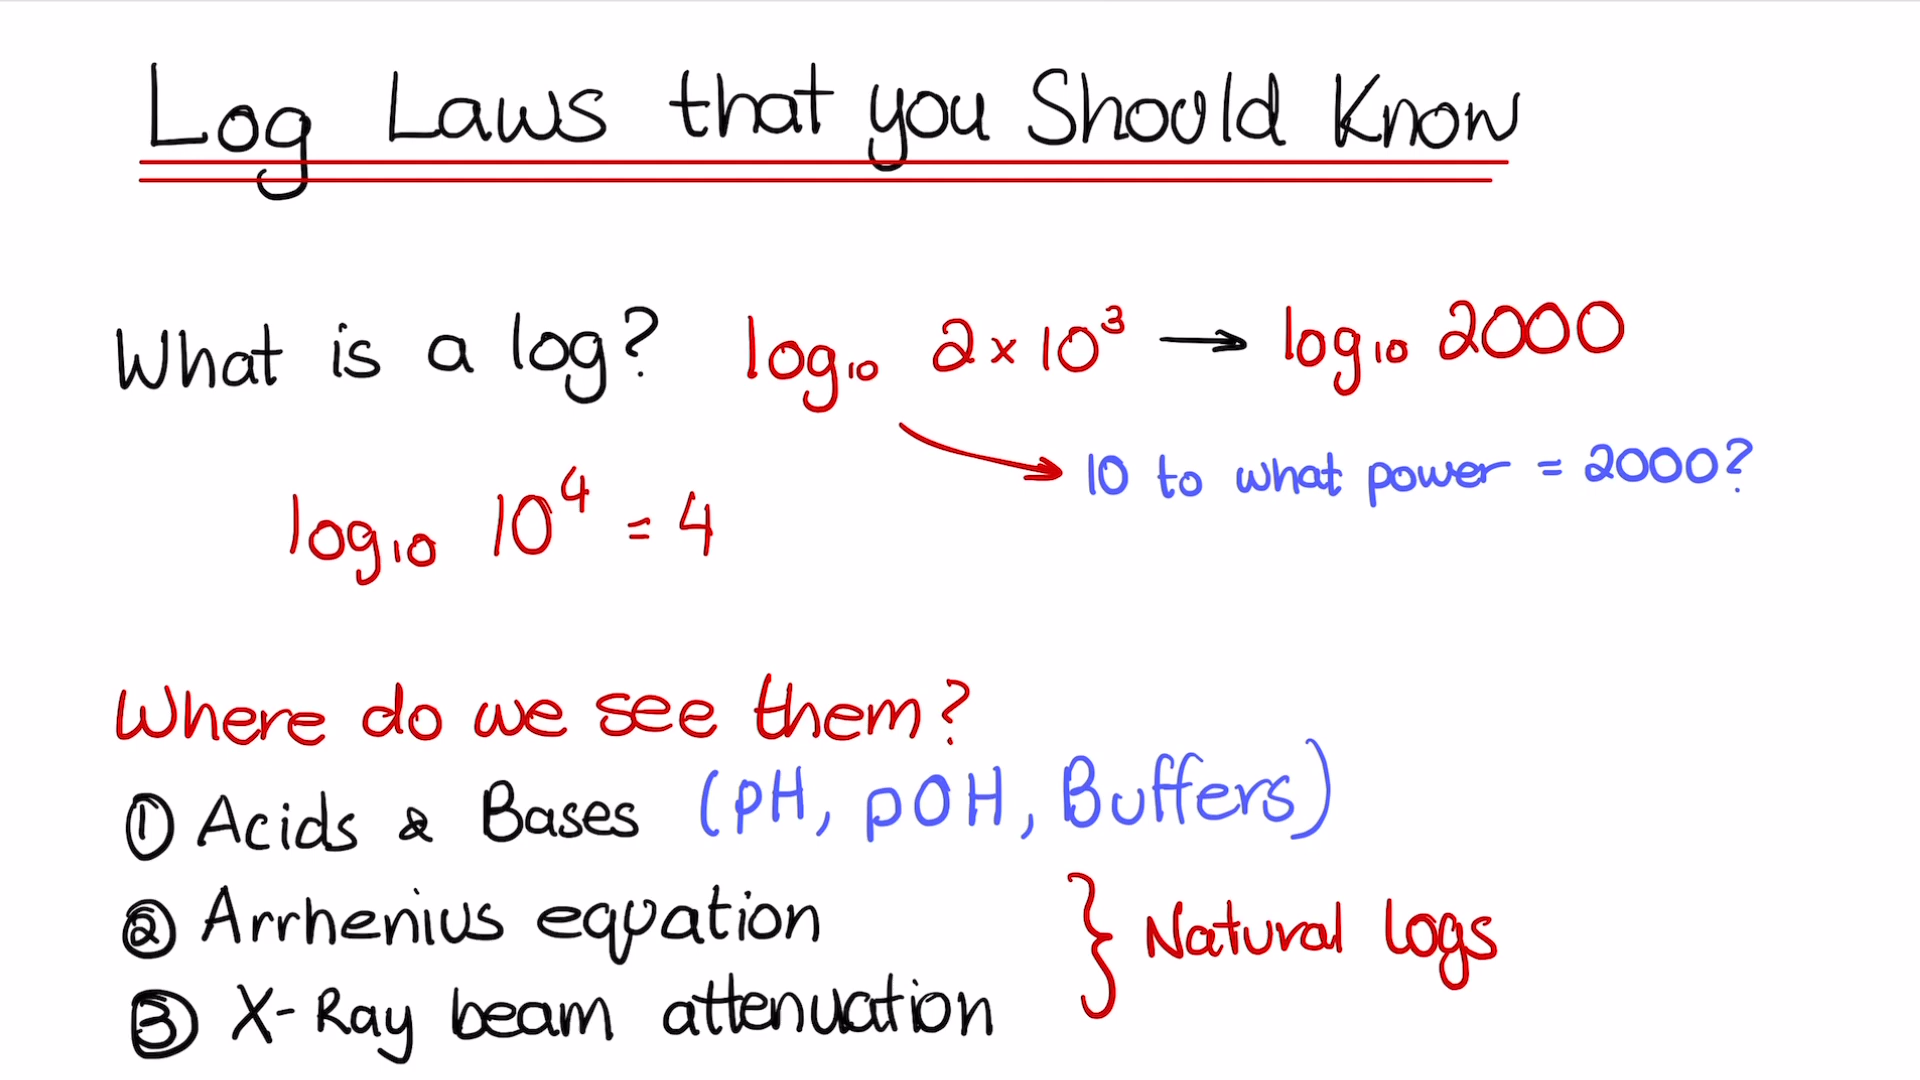 Log Laws that you Should Know
What is a log? log₁₀ 2 × 10³ → log₁₀ 2000
10 to what power = 2000?
log₁₀ 10⁴ = 4
Where do we see them?
① Acids & Bases (pH, pOH, Buffers)
② Arrhenius equation
} Natural logs
③ X-Ray beam attenuation